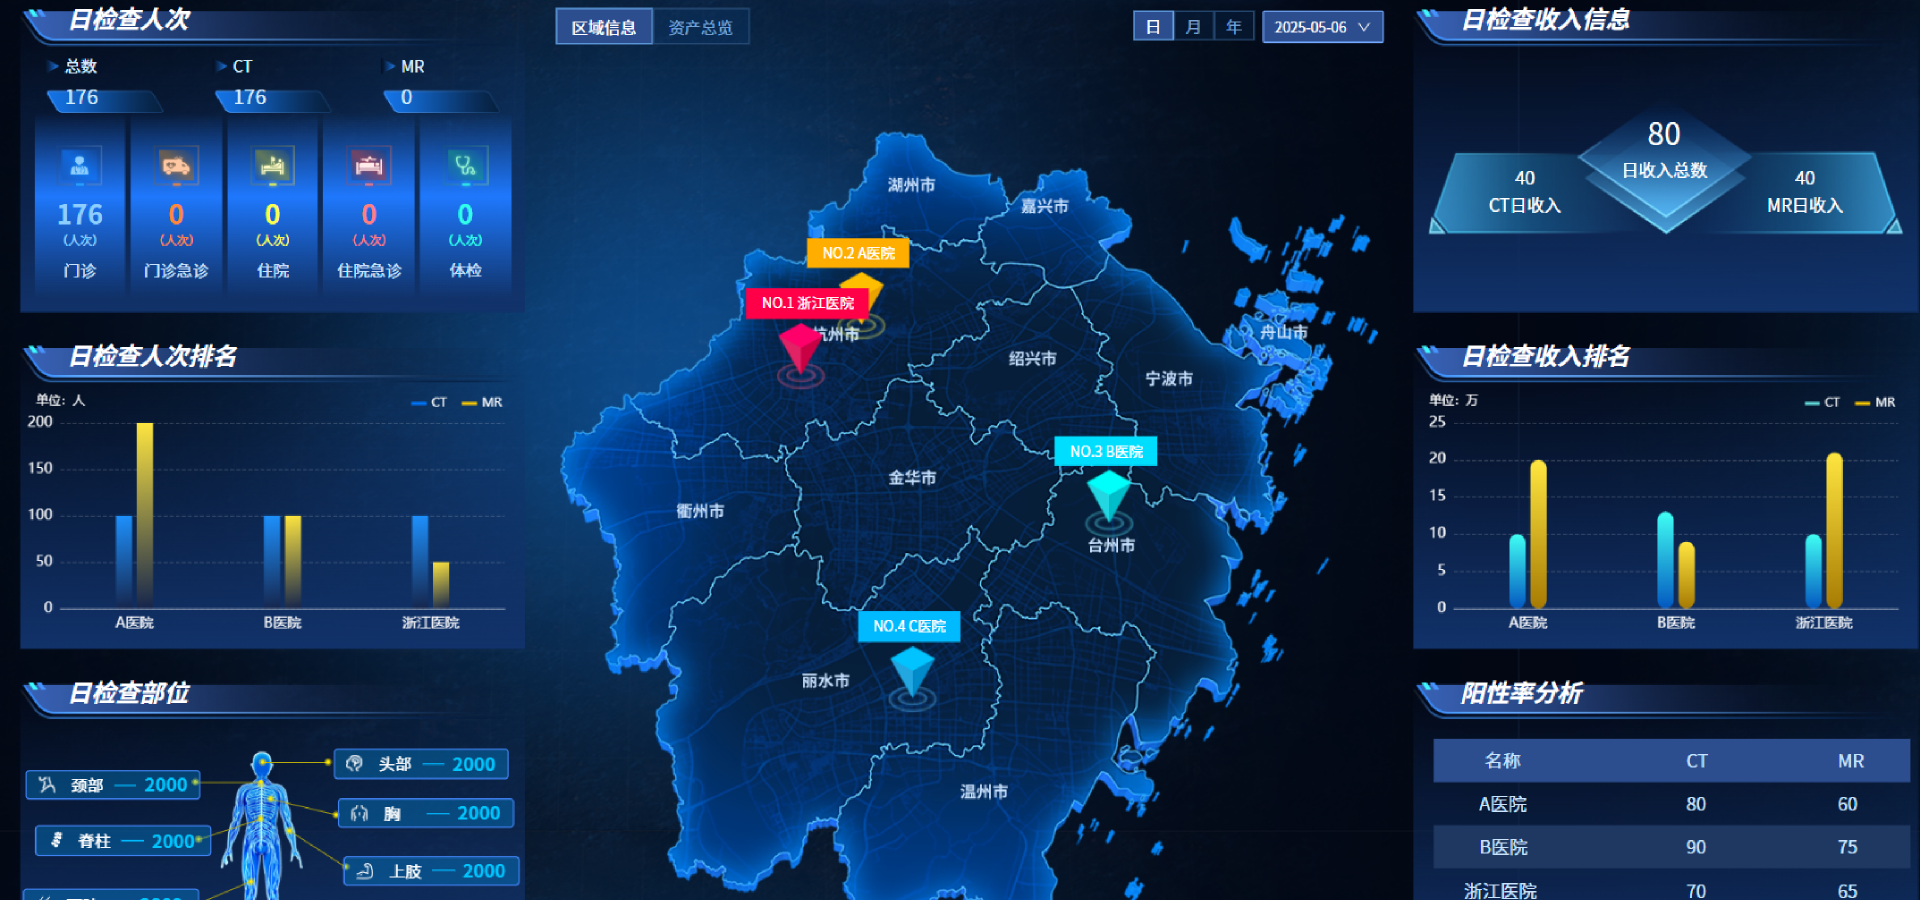 日检查人次
总数
CT
MR
176
176
0
176
0
0
0
0
(人次)
(人次)
(人次)
(人次)
(人次)
门诊
门诊急诊
住院
住院急诊
体检
日检查人次排名
单位: 人
CT
MR
200
150
100
50
0
A医院
B医院
浙江医院
日检查部位
头部
2000
颈部
2000
胸
2000
脊柱
2000
上肢
2000
区域信息
资产总览
日
月
年
2025-05-06
湖州市
嘉兴市
NO.2 A医院
NO.1 浙江医院
杭州市
舟山市
绍兴市
宁波市
NO.3 B医院
金华市
衢州市
台州市
NO.4 C医院
丽水市
温州市
日检查收入信息
80
日收入总数
40
CT日收入
40
MR日收入
日检查收入排名
单位: 万
CT
MR
25
20
15
10
5
0
A医院
B医院
浙江医院
阳性率分析
名称 CT MR
A医院 80 60
B医院 90 75
浙江医院 70 65